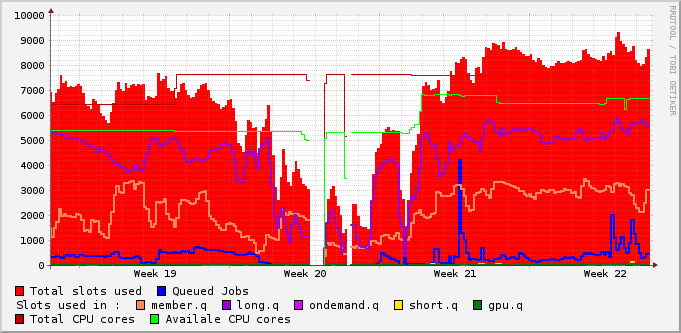 10000
9000
8000
7000
6000
5000
4000
3000
2000
1000
0
Week 19 Week 20 Week 21 Week 22
Total slots used Queued Jobs
Slots used in : member.q long.q ondemand.q short.q gpu.q
Total CPU cores Availale CPU cores
RRDTOOL / TOBI OETIKER